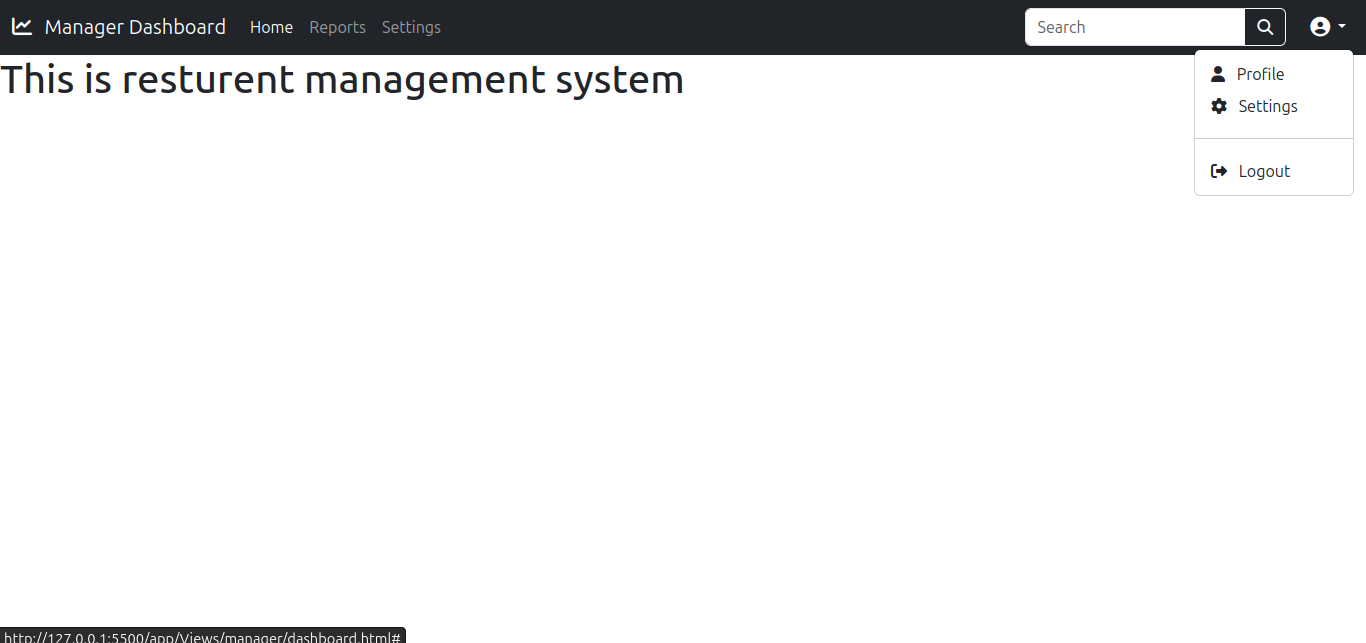 Manager Dashboard Home Reports Settings Search
This is resturent management system
Profile
Settings
Logout
http://127.0.0.1:5500/app/Views/manager/dashboard.html#